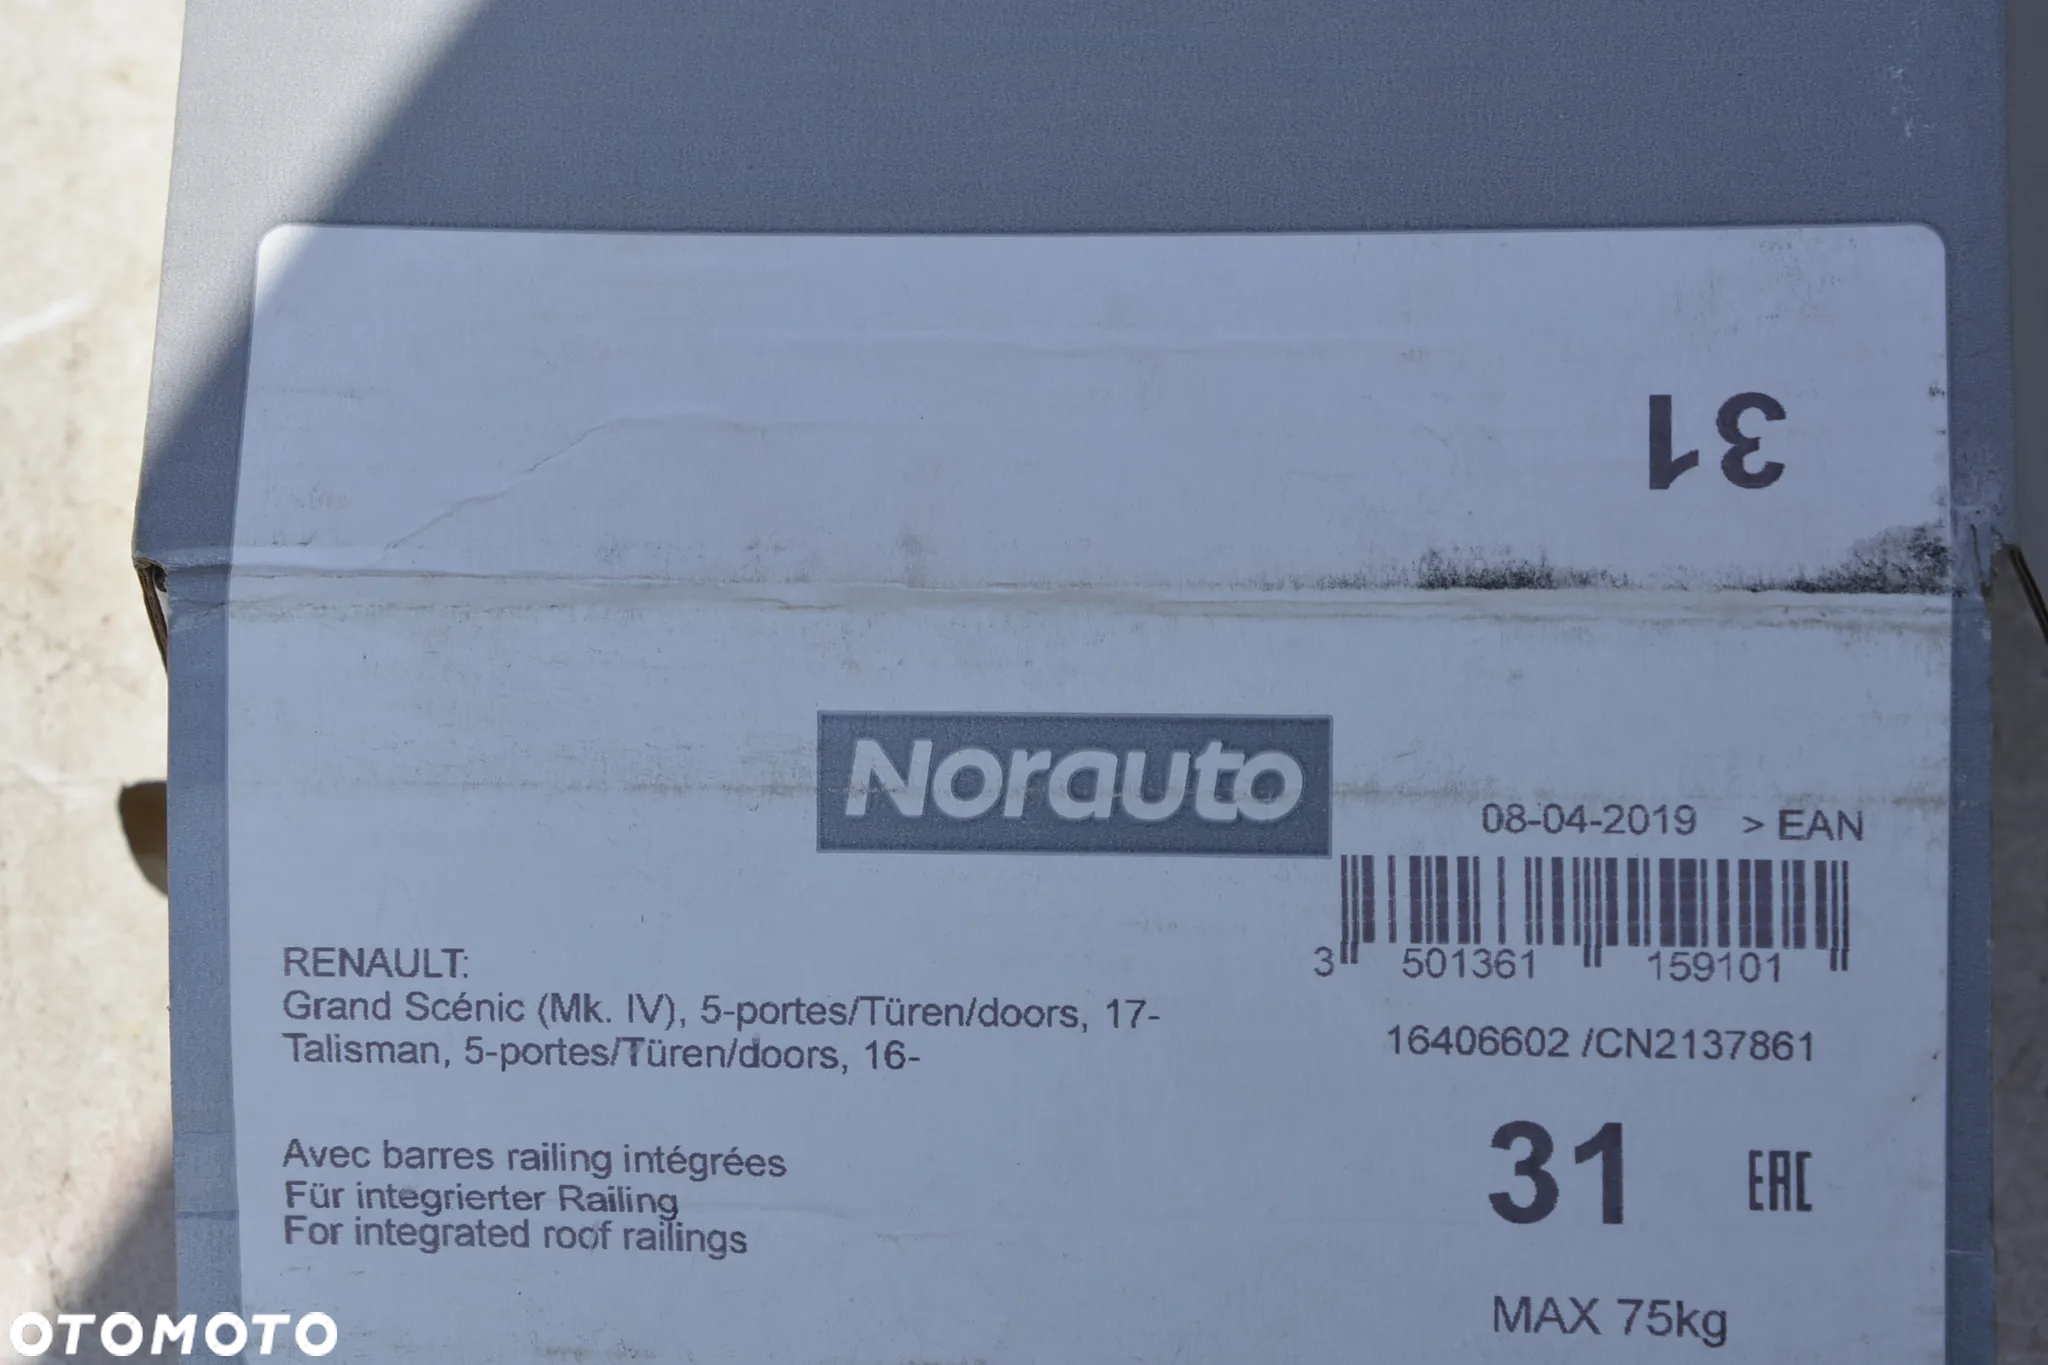 31
Norauto
08-04-2019 > EAN
3 501361 159101
RENAULT:
Grand Scénic (Mk. IV), 5-portes/Türen/doors, 17-
Talisman, 5-portes/Türen/doors, 16-
16406602 /CN2137861
Avec barres railing intégrées
Für integrierter Railing
For integrated roof railings
31 EAC
MAX 75kg
OTOMOTO